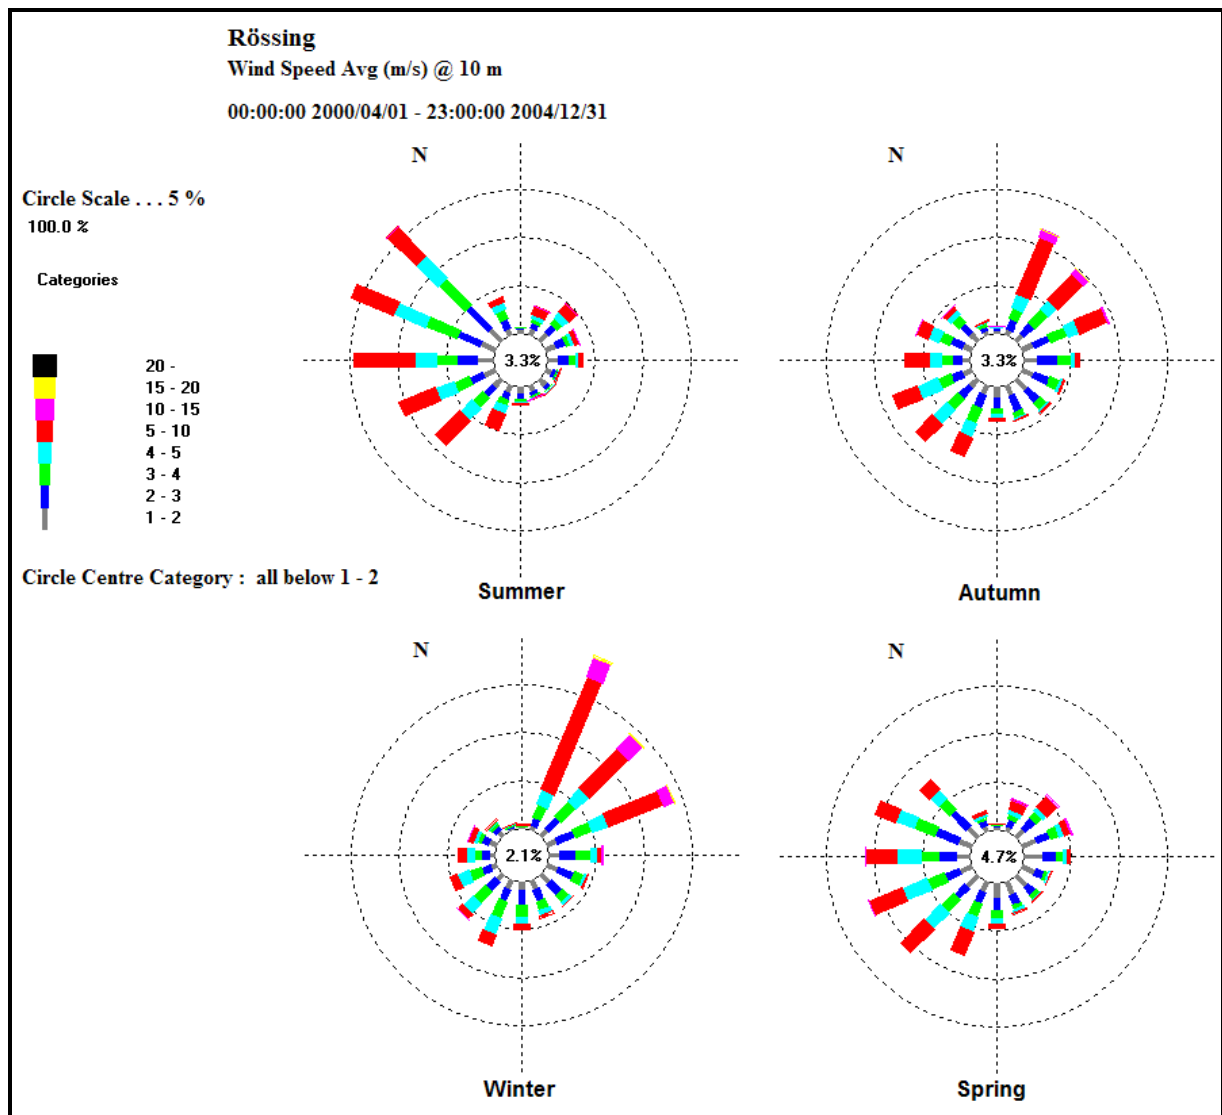 Rössing
Wind Speed Avg (m/s) @ 10 m
00:00:00 2000/04/01 - 23:00:00 2004/12/31
N
N
Circle Scale . . . 5 %
100.0 %
Categories
3.3%
3.3%
20 -
15 - 20
10 - 15
5 - 10
4 - 5
3 - 4
2 - 3
1 - 2
Circle Centre Category : all below 1 - 2
Summer
Autumn
N
N
2.1%
4.7%
Winter
Spring